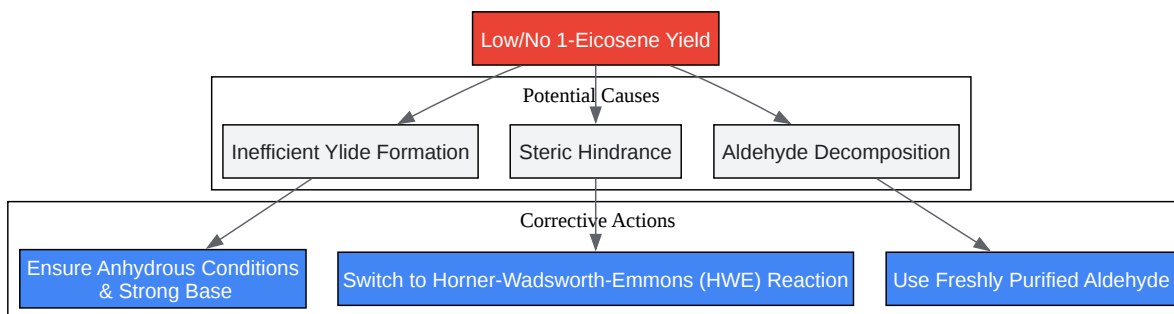 Low/No 1-Eicosene Yield
Potential Causes
Inefficient Ylide Formation
Steric Hindrance
Aldehyde Decomposition
Corrective Actions
Ensure Anhydrous Conditions
& Strong Base
Switch to Horner-Wadsworth-Emmons (HWE) Reaction
Use Freshly Purified Aldehyde